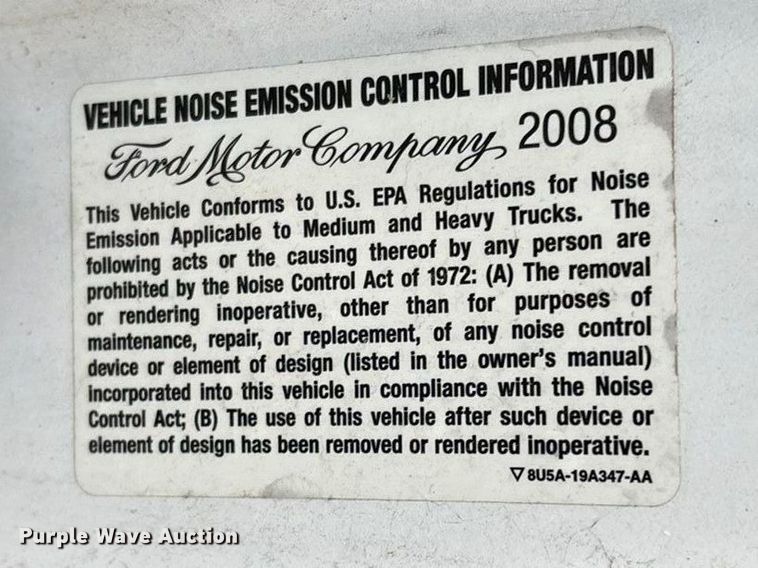 VEHICLE NOISE EMISSION CONTROL INFORMATION
Ford Motor Company, 2008
This Vehicle Conforms to U.S. EPA Regulations for Noise
Emission Applicable to Medium and Heavy Trucks. The
following acts or the causing thereof by any person are
prohibited by the Noise Control Act of 1972: (A) The removal
or rendering inoperative, other than for purposes of
maintenance, repair, or replacement, of any noise control
device or element of design (listed in the owner's manual)
incorporated into this vehicle in compliance with the Noise
Control Act; (B) The use of this vehicle after such device or
element of design has been removed or rendered inoperative.
▽ 8U5A-19A347-AA
Purple Wave Auction